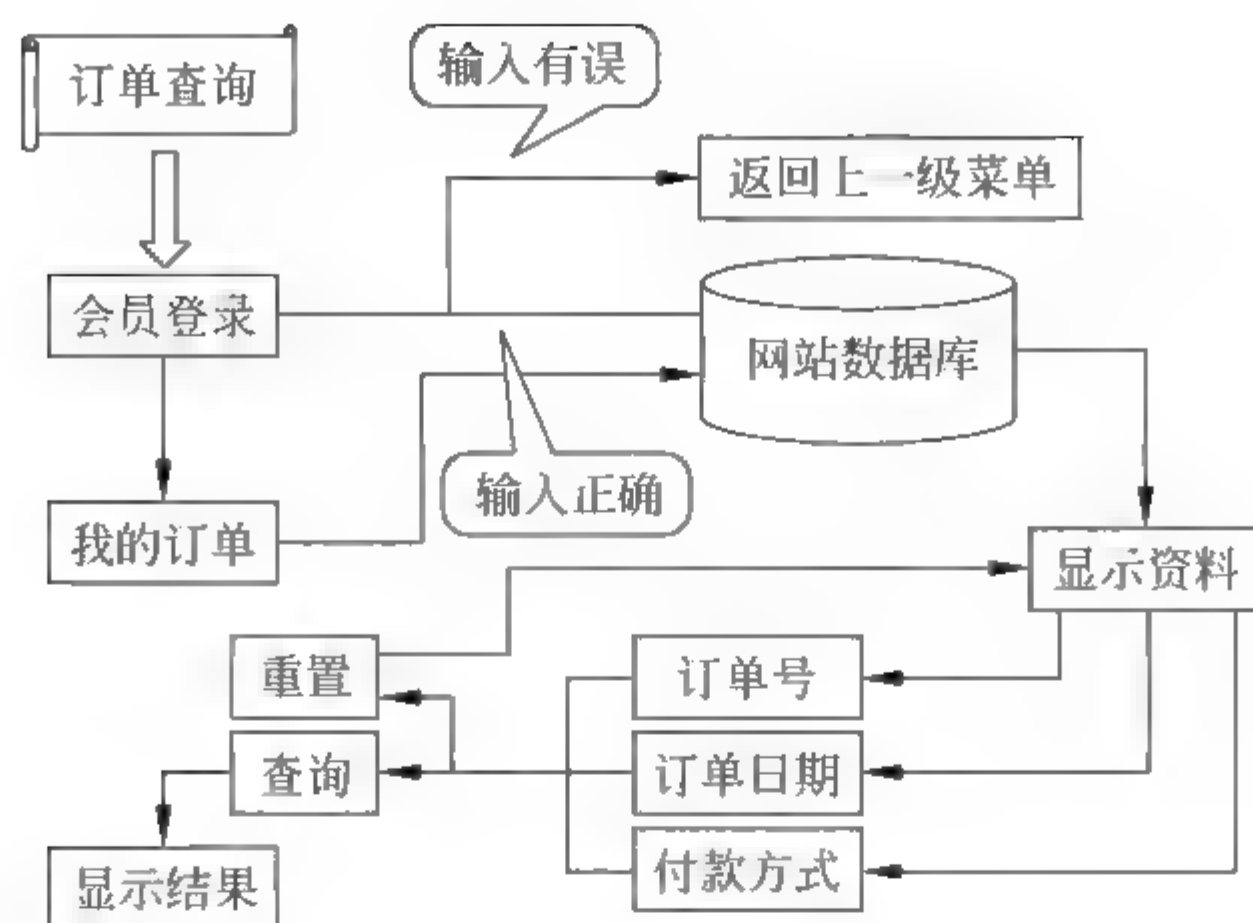 订单查询
输入有误
返回上一级菜单
会员登录
网站数据库
输入正确
我的订单
显示资料
重置
订单号
查询
订单日期
付款方式
显示结果